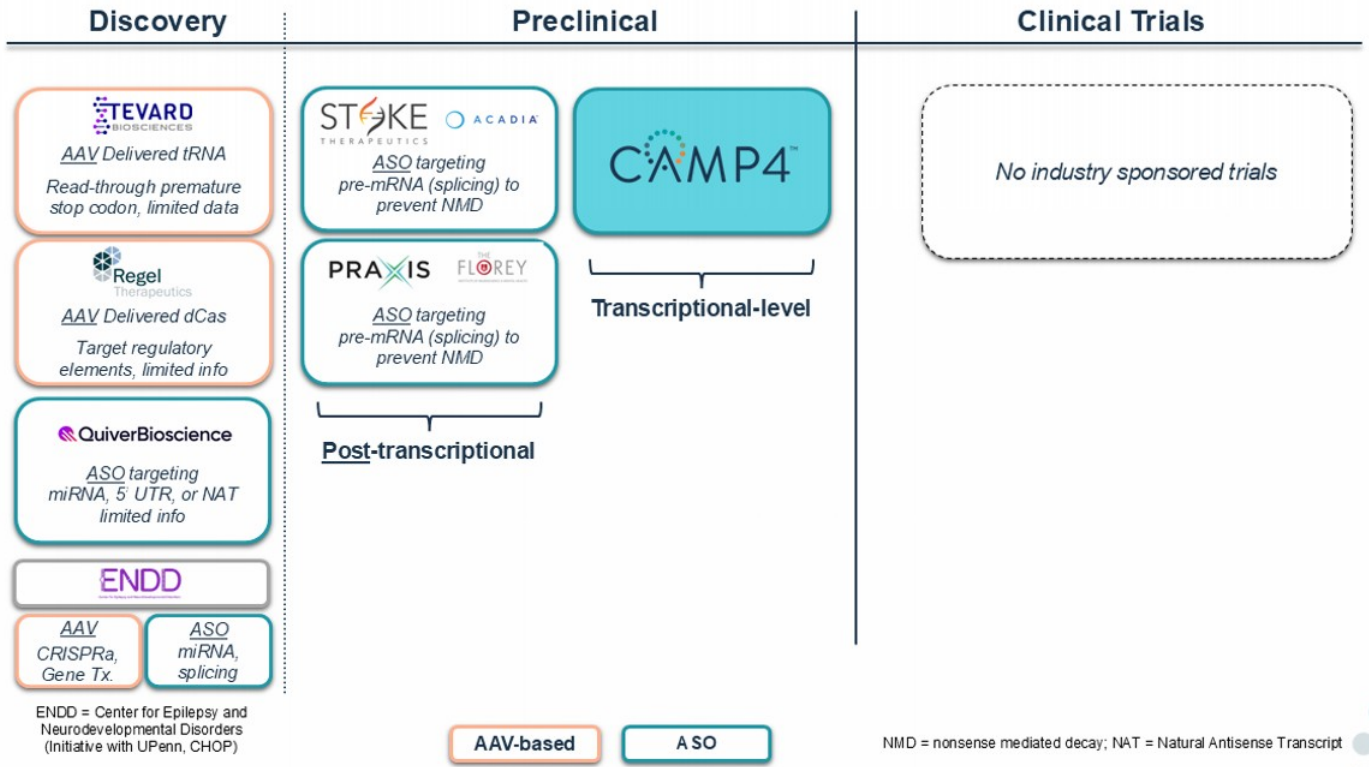 Discovery
Preclinical
Clinical Trials
TEVARD
BIOSCIENCES
AAV Delivered tRNA
Read-through premature
stop codon, limited data
Regel
Therapeutics
AAV Delivered dCas
Target regulatory
elements, limited info
QuiverBioscience
ASO targeting
miRNA, 5' UTR, or NAT
limited info
ENDD
AAV
CRISPRa,
Gene Tx.
ASO
miRNA,
splicing
ENDD = Center for Epilepsy and
Neurodevelopmental Disorders
(Initiative with UPenn, CHOP)
STOKE
THERAPEUTICS
ACADIA
ASO targeting
pre-mRNA (splicing) to
prevent NMD
PRAXIS
THE
FLOREY
ASO targeting
pre-mRNA (splicing) to
prevent NMD
Post-transcriptional
CAMP4™
Transcriptional-level
No industry sponsored trials
AAV-based
ASO
NMD = nonsense mediated decay; NAT = Natural Antisense Transcript